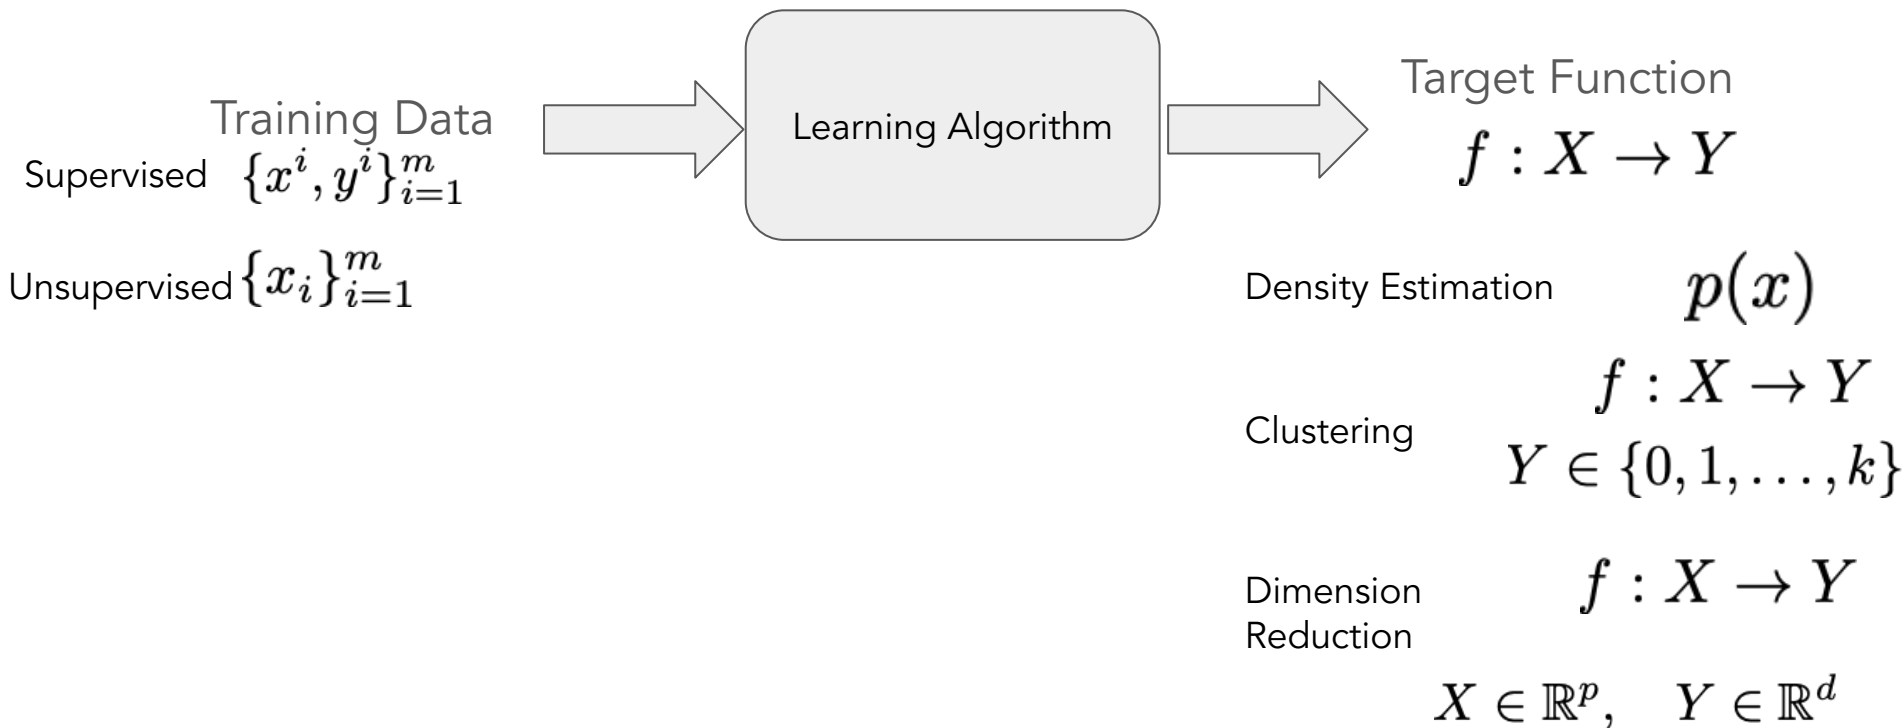 Training Data
Supervised {x^i, y^i}_{i=1}^m
Unsupervised {x_i}_{i=1}^m
Learning Algorithm
Target Function
f : X → Y
Density Estimation p(x)
Clustering
f : X → Y
Y ∈ {0, 1, . . . , k}
Dimension
Reduction
f : X → Y
X ∈ ℝ^p, Y ∈ ℝ^d